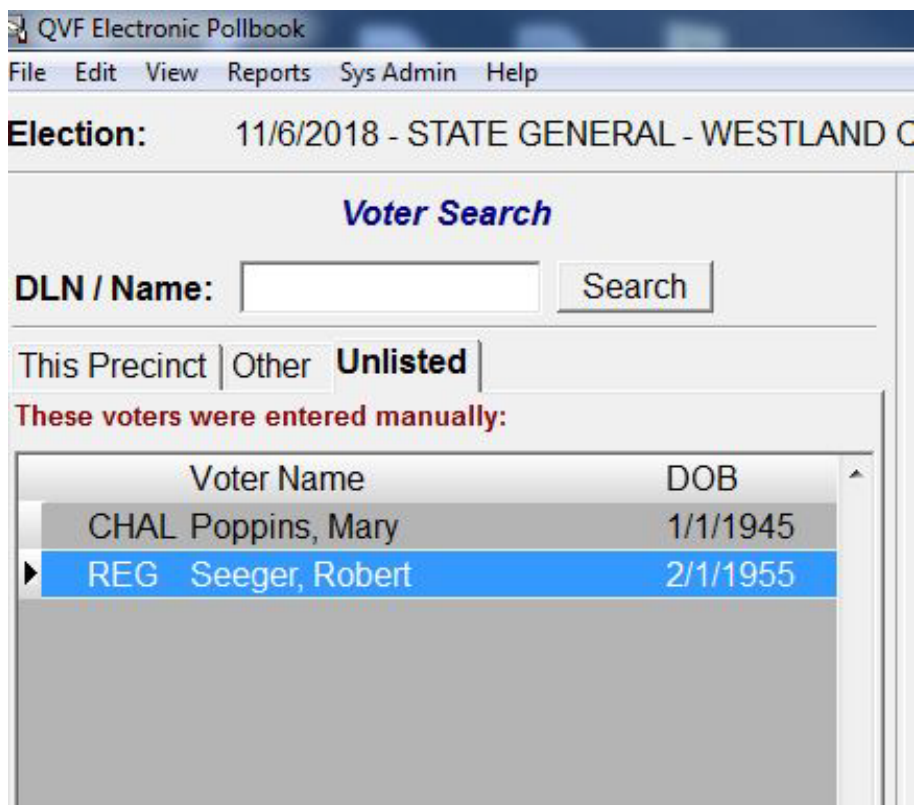 QVF Electronic Pollbook
File Edit View Reports Sys Admin Help
Election: 11/6/2018 - STATE GENERAL - WESTLAND
Voter Search
DLN / Name: Search
This Precinct Other Unlisted
These voters were entered manually:
Voter Name DOB
CHAL Poppins, Mary 1/1/1945
REG Seeger, Robert 2/1/1955